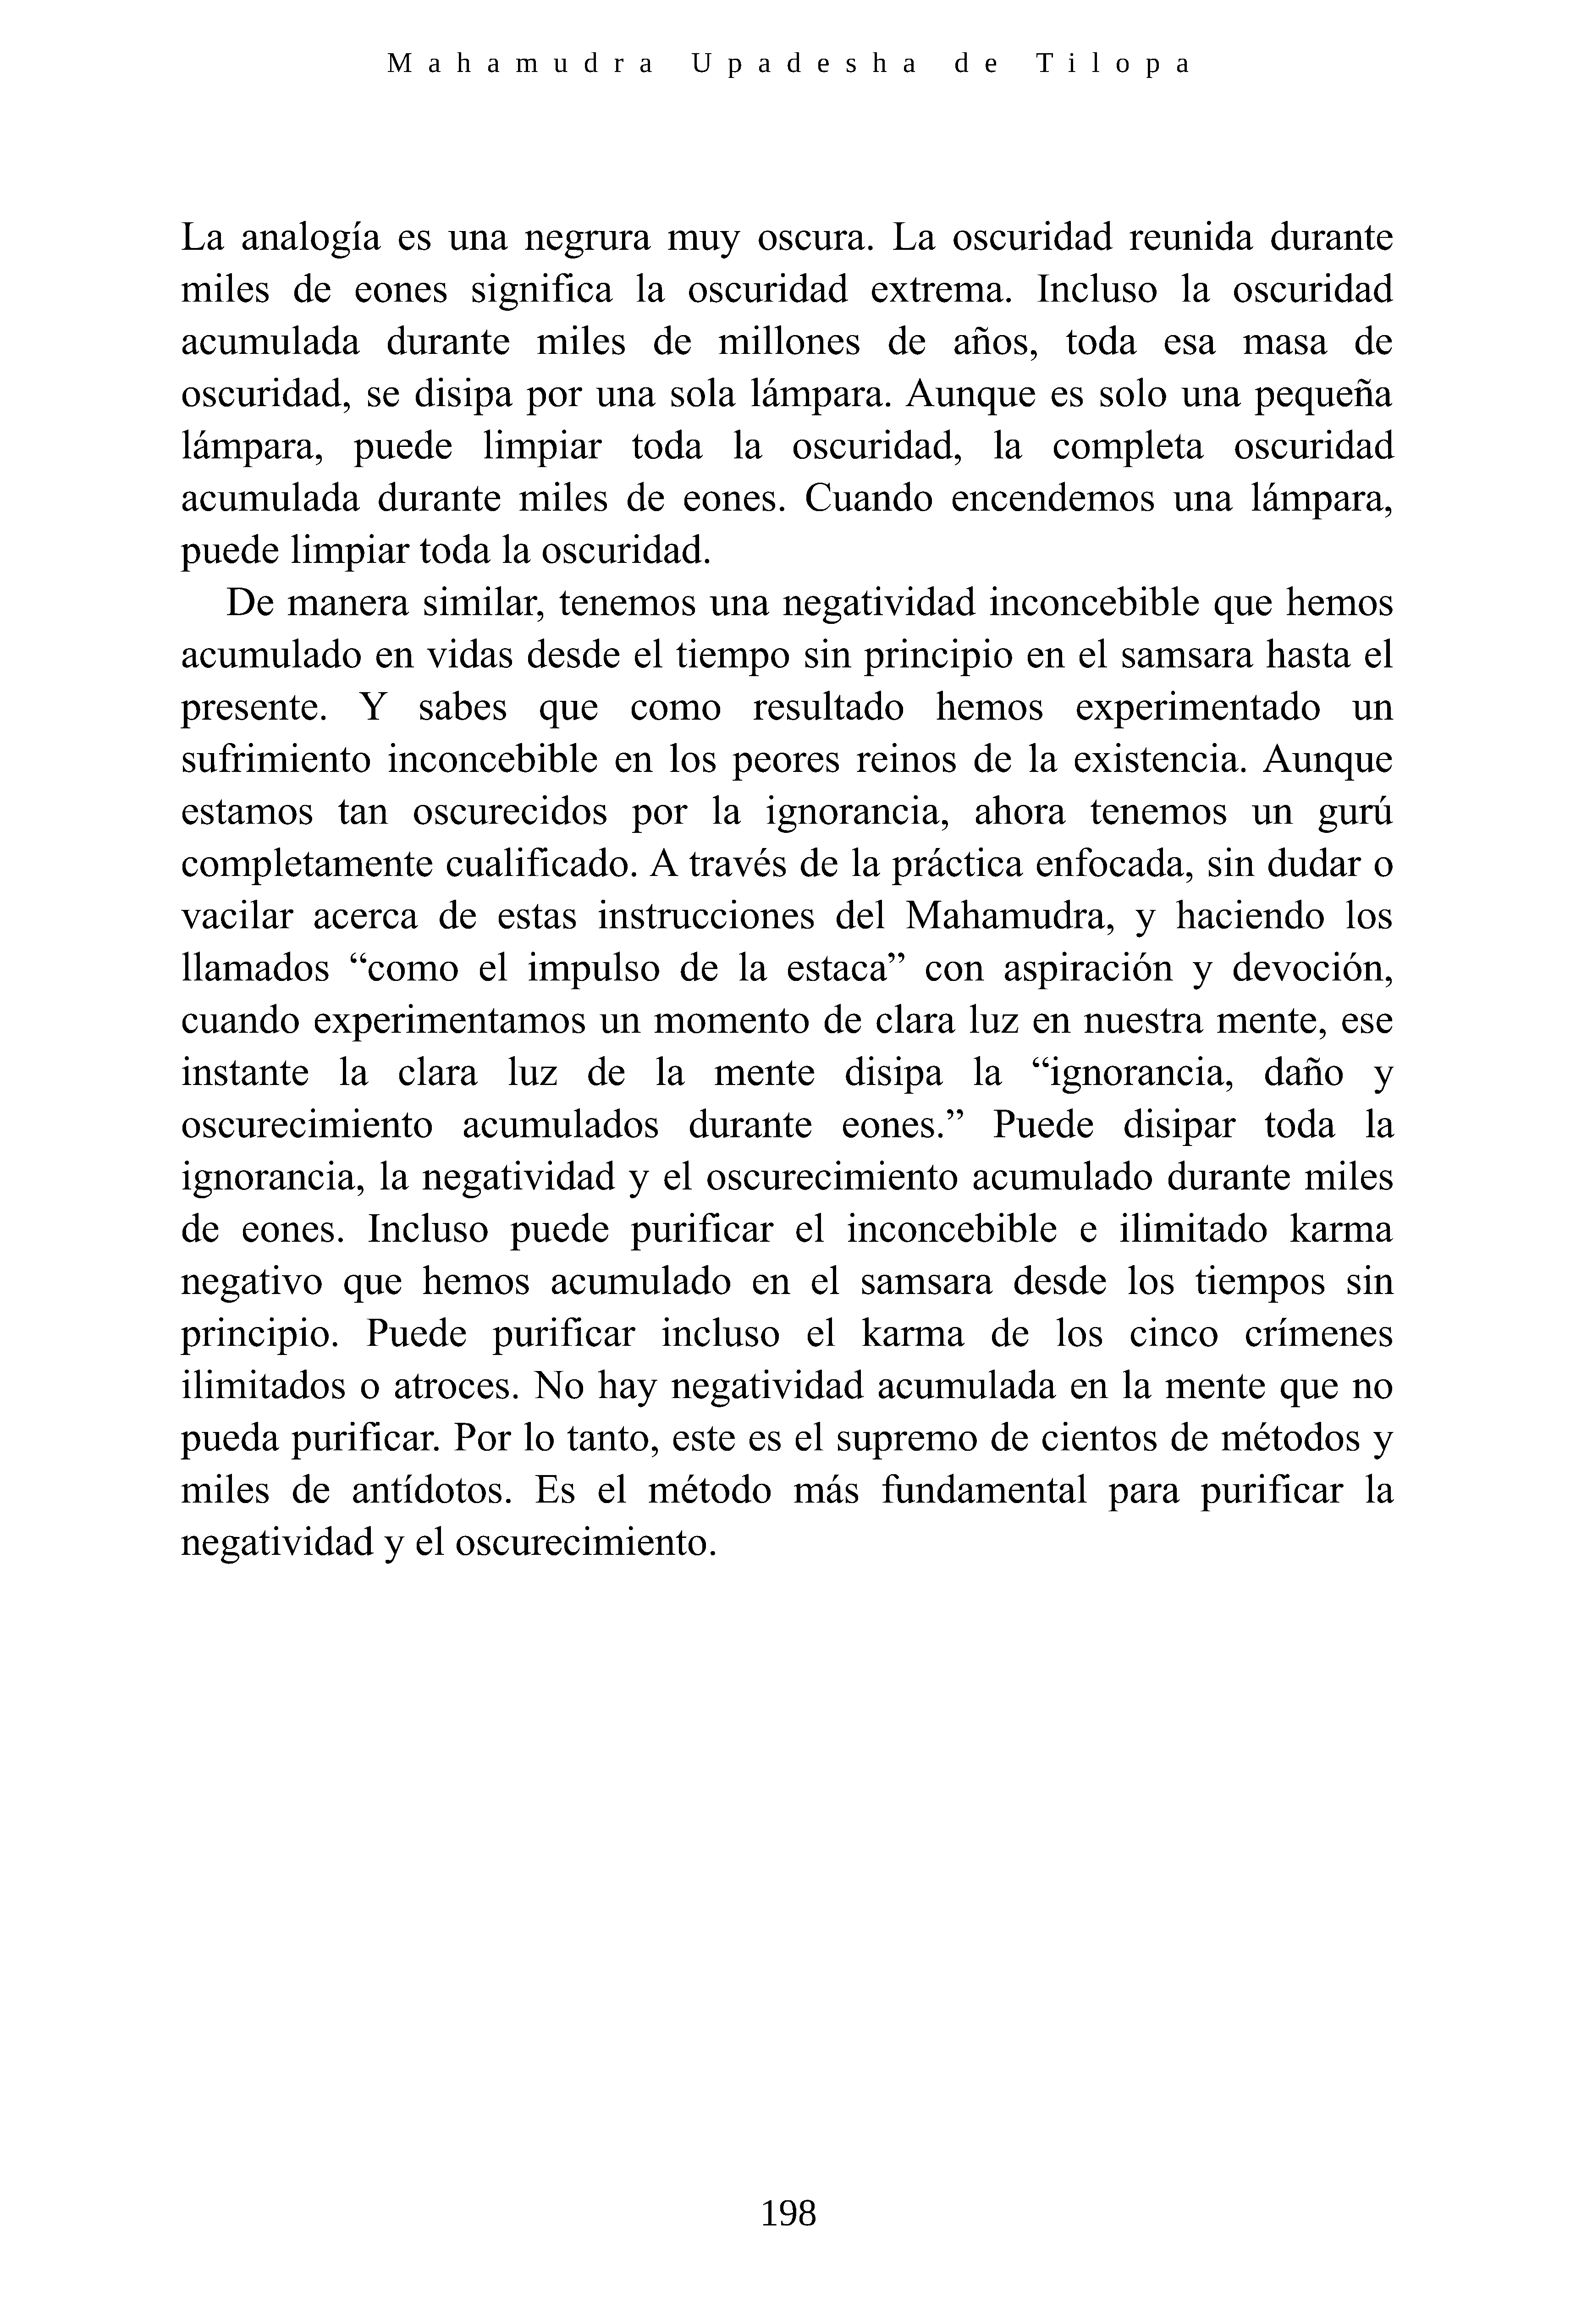 Mahamudra Upadesha de Tilopa
La analogía es una negrura muy oscura. La oscuridad reunida durante
miles de eones significa la oscuridad extrema. Incluso la oscuridad
acumulada durante miles de millones de años, toda esa masa de
oscuridad, se disipa por una sola lámpara. Aunque es solo una pequeña
lámpara, puede limpiar toda la oscuridad, la completa oscuridad
acumulada durante miles de eones. Cuando encendemos una lámpara,
puede limpiar toda la oscuridad.
De manera similar, tenemos una negatividad inconcebible que hemos
acumulado en vidas desde el tiempo sin principio en el samsara hasta el
presente. Y sabes que como resultado hemos experimentado un
sufrimiento inconcebible en los peores reinos de la existencia. Aunque
estamos tan oscurecidos por la ignorancia, ahora tenemos un gurú
completamente cualificado. A través de la práctica enfocada, sin dudar o
vacilar acerca de estas instrucciones del Mahamudra, y haciendo los
llamados “como el impulso de la estaca” con aspiración y devoción,
cuando experimentamos un momento de clara luz en nuestra mente, ese
instante la clara luz de la mente disipa la “ignorancia, daño y
oscurecimiento acumulados durante eones.” Puede disipar toda la
ignorancia, la negatividad y el oscurecimiento acumulado durante miles
de eones. Incluso puede purificar el inconcebible e ilimitado karma
negativo que hemos acumulado en el samsara desde los tiempos sin
principio. Puede purificar incluso el karma de los cinco crímenes
ilimitados o atroces. No hay negatividad acumulada en la mente que no
pueda purificar. Por lo tanto, este es el supremo de cientos de métodos y
miles de antídotos. Es el método más fundamental para purificar la
negatividad y el oscurecimiento.
198